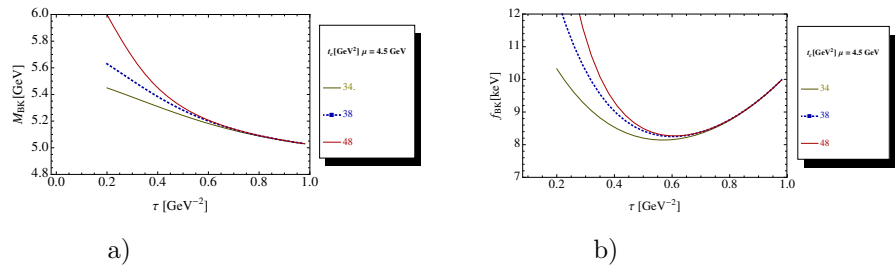 6.0
5.8
5.6
5.4
5.2
5.0
4.8
M_BK [GeV]
0.0 0.2 0.4 0.6 0.8 1.0
τ [GeV⁻²]
t_c [GeV²] μ = 4.5 GeV
34.
38
48
a)
12
11
10
9
8
7
f_BK [keV]
0.2 0.4 0.6 0.8 1.0
τ [GeV⁻²]
t_c [GeV²] μ = 4.5 GeV
34
38
48
b)